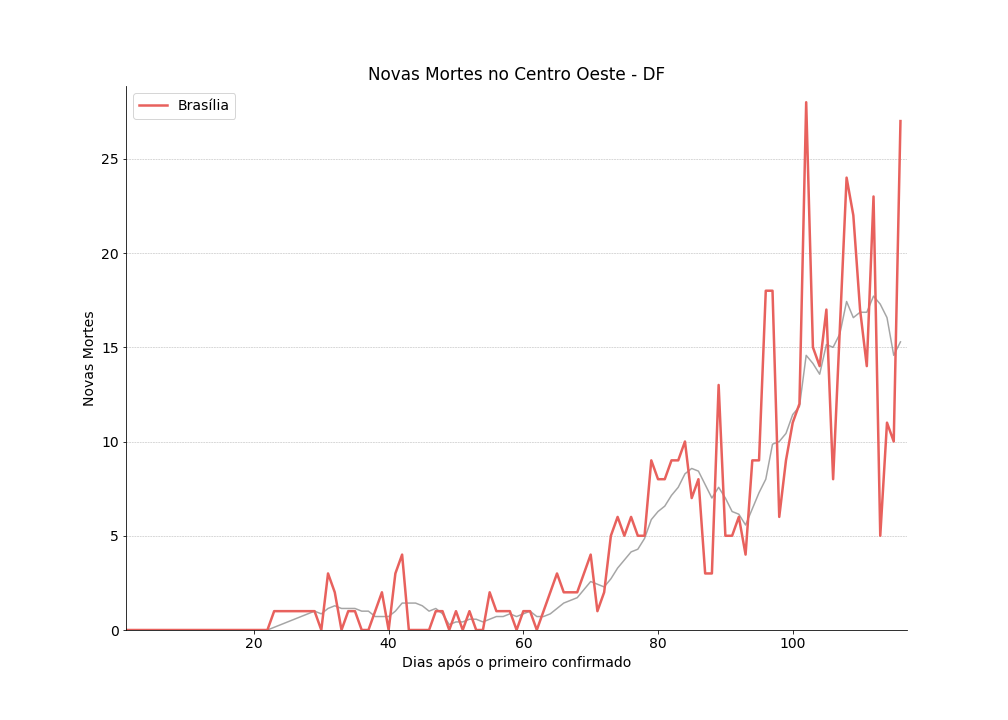 Novas Mortes no Centro Oeste - DF
Brasília
25
20
15
10
5
0
Novas Mortes
20 40 60 80 100
Dias após o primeiro confirmado